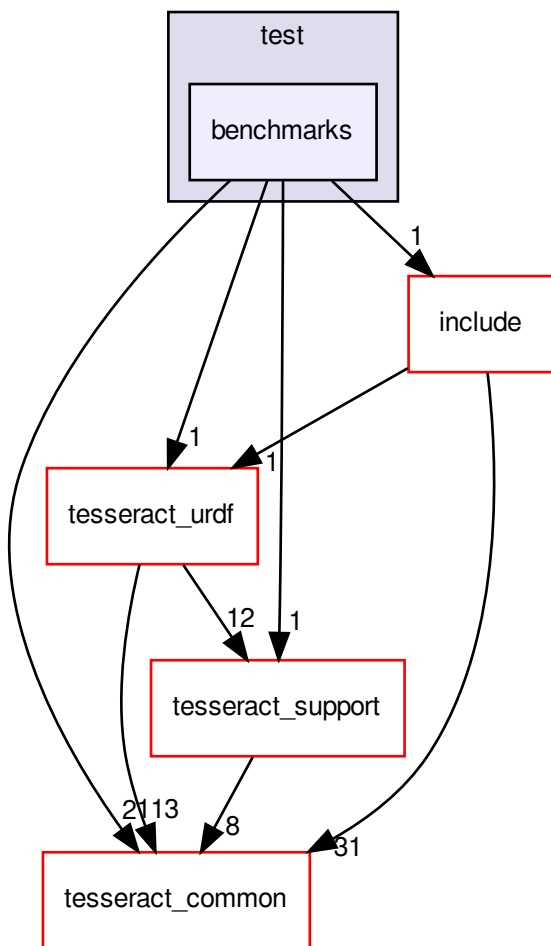 test
benchmarks
1
include
1
1
tesseract_urdf
12
1
tesseract_support
2113
8
31
tesseract_common